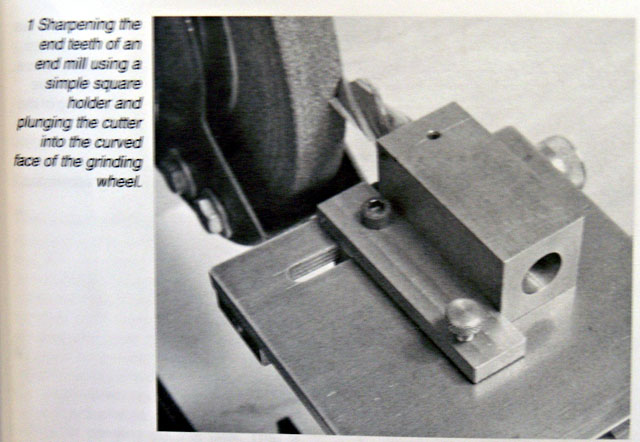 1 Sharpening the
end teeth of an
end mill using a
simple square
holder and
plunging the cutter
into the curved
face of the grinding
wheel.